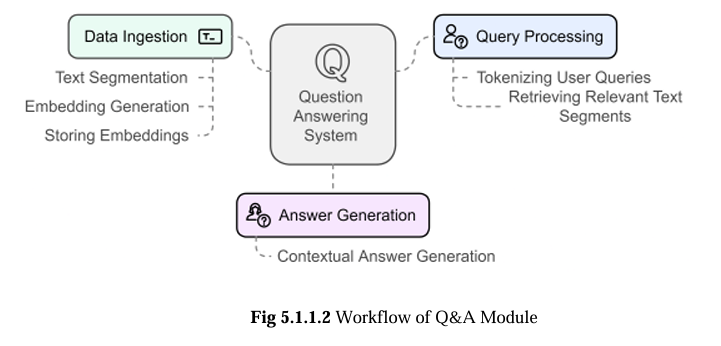 Data Ingestion
Text Segmentation
Embedding Generation
Storing Embeddings
Q
Question
Answering
System
Query Processing
Tokenizing User Queries
Retrieving Relevant Text
Segments
Answer Generation
Contextual Answer Generation
Fig 5.1.1.2 Workflow of Q&A Module